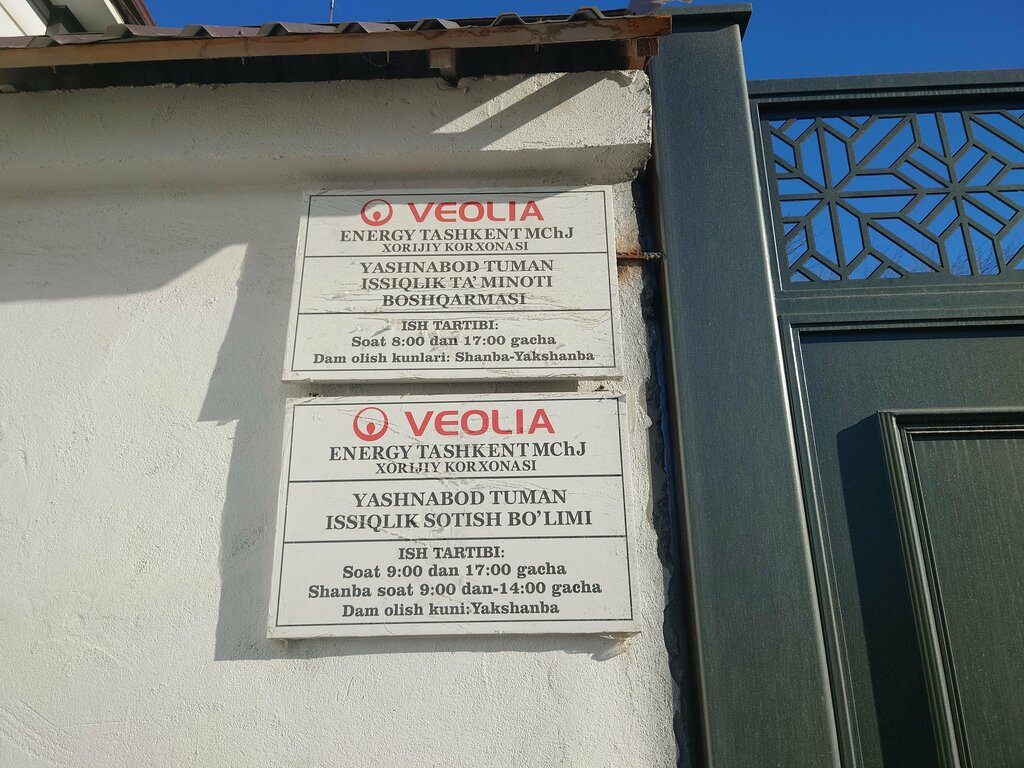 VEOLIA
ENERGY TASHKENT MChJ
XORIJIY KORXONASI
YASHNABOD TUMAN
ISSIQLIK TA’ MINOTI
BOSHQARMASI
ISH TARTIBI:
Soat 8:00 dan 17:00 gacha
Dam olish kunlari: Shanba-Yakshanba
VEOLIA
ENERGY TASHKENT MChJ
XORIJIY KORXONASI
YASHNABOD TUMAN
ISSIQLIK SOTISH BO’LIMI
ISH TARTIBI:
Soat 9:00 dan 17:00 gacha
Shanba soat 9:00 dan-14:00 gacha
Dam olish kuni:Yakshanba